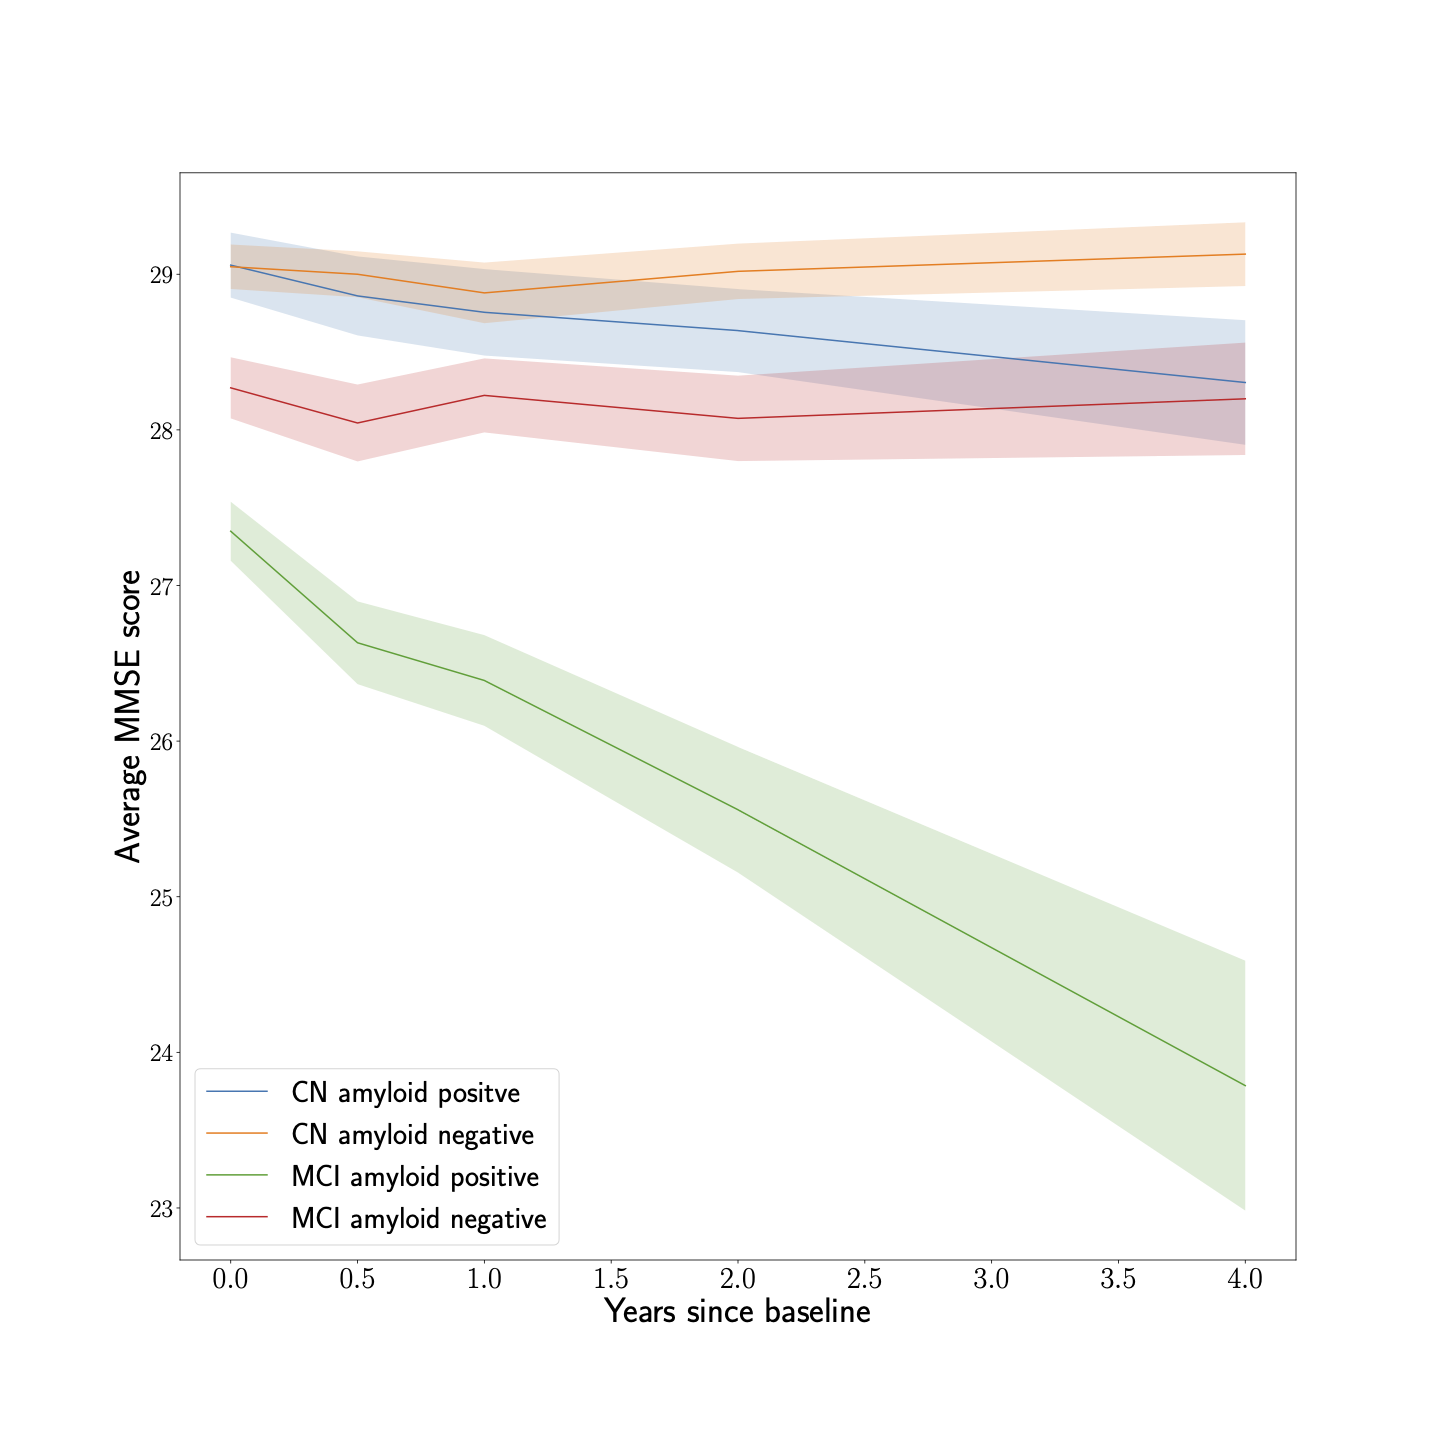 29
28
27
26
25
24
23
Average MMSE score
CN amyloid positve
CN amyloid negative
MCI amyloid positive
MCI amyloid negative
0.0 0.5 1.0 1.5 2.0 2.5 3.0 3.5 4.0
Years since baseline